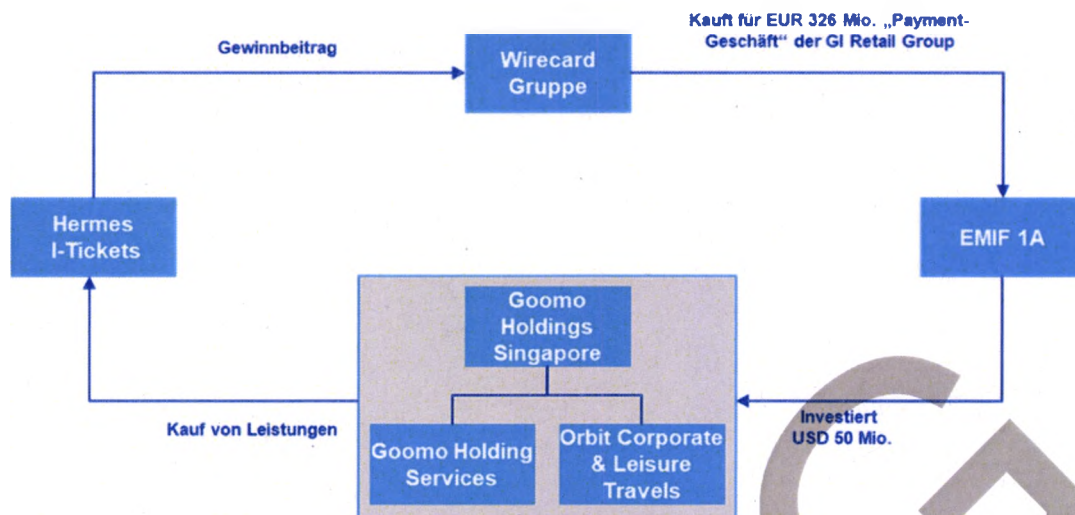 Kauft für EUR 326 Mio. „Payment-
Geschäft“ der GI Retail Group
Gewinnbeitrag
Wirecard
Gruppe
Hermes
I-Tickets
EMIF 1A
Goomo
Holdings
Singapore
Kauf von Leistungen
Goomo Holding
Services
Orbit Corporate
& Leisure
Travels
Investiert
USD 50 Mio.